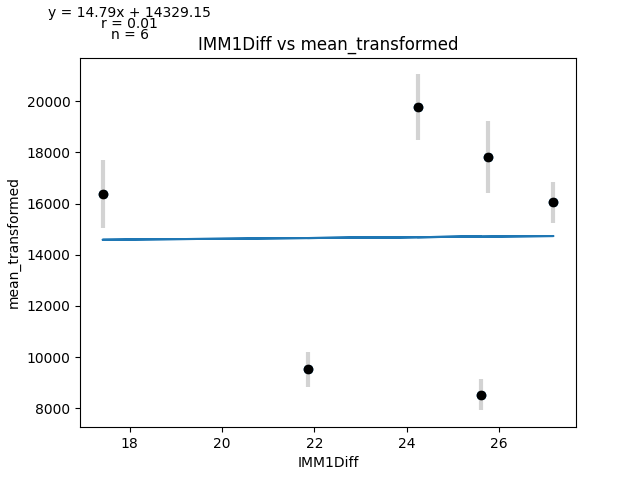 y = 14.79x + 14329.15
r = 0.01
n = 6
IMM1Diff vs mean_transformed
mean_transformed
20000
18000
16000
14000
12000
10000
8000
18 20 22 24 26
IMM1Diff